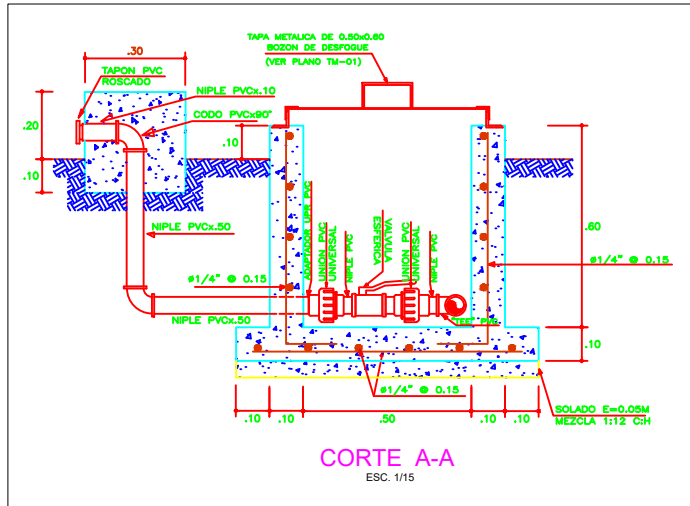 TAPA METALICA DE 0.60x0.60
BOZON DE DESFOGUE
(VER PLANO TM-01)
.30
TAPON PVC
ROSCADO
NIPLE PVCx.10
CODO PVCx90°
.20
.10
.10
NIPLE PVCx.50
ø1/4" @ 0.15
NIPLE PVCx.50
ADAPTADOR UPR PVC
UNION PVC
UNIVERSAL
NIPLE PVC
VALVULA
ESFERICA
UNION PVC
UNIVERSAL
NIPLE PVC
"TEE" PVC
.60
ø1/4" @ 0.15
.10
ø1/4" @ 0.15
SOLADO E=0.05M
MEZCLA 1:12 C:H
.10 .10 .50 .10 .10
CORTE A-A
ESC. 1/15